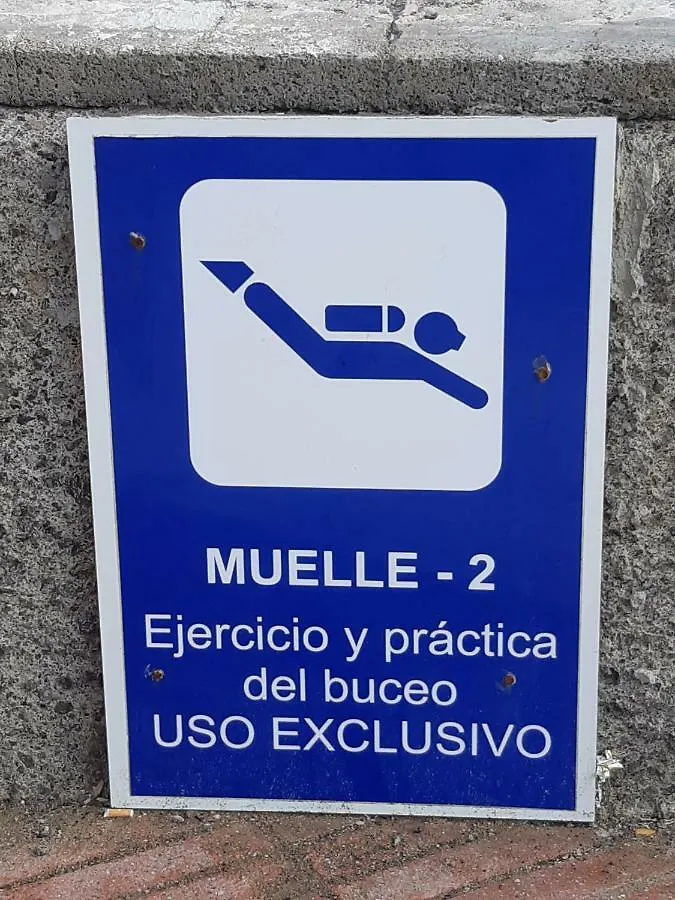 MUELLE - 2
Ejercicio y práctica
del buceo
USO EXCLUSIVO